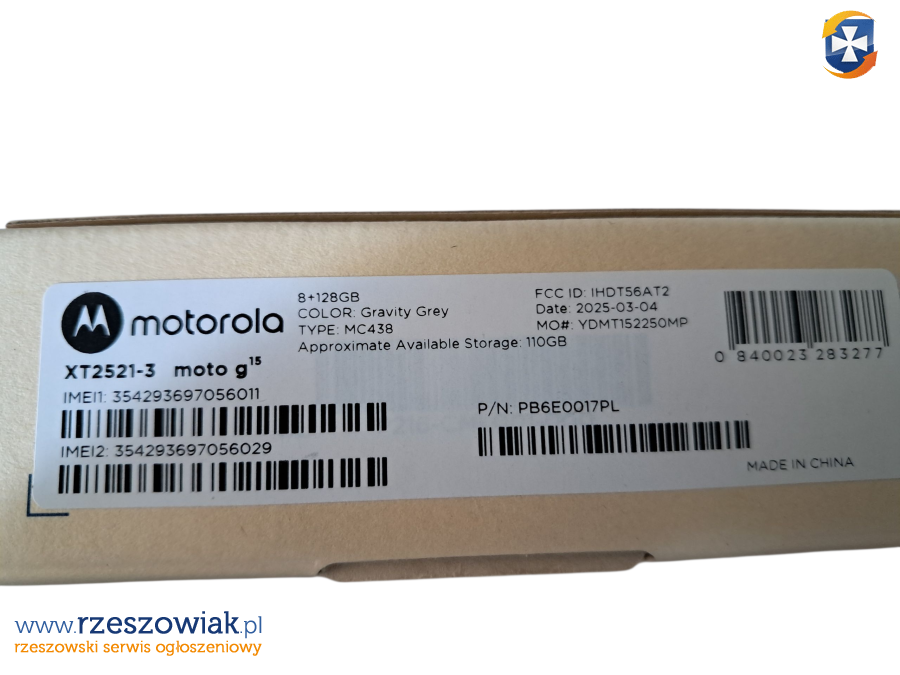 motorola
8+128GB
COLOR: Gravity Grey
TYPE: MC438
Approximate Available Storage: 110GB
FCC ID: IHDT56AT2
Date: 2025-03-04
MO#: YDMT152250MP
0 840023 283277
XT2521-3 moto g15
IMEI1: 354293697056011
IMEI2: 354293697056029
P/N: PB6E0017PL
MADE IN CHINA
www.rzeszowiak.pl
rzeszowski serwis ogłoszeniowy